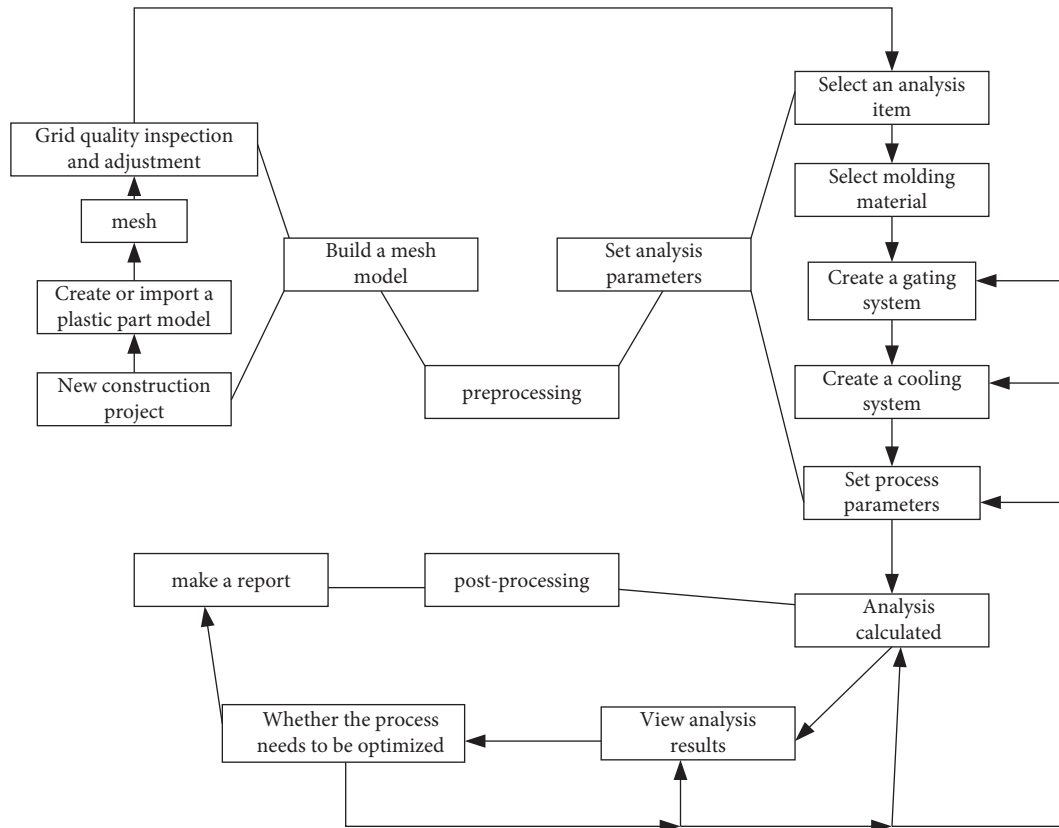 Select an analysis
item
Grid quality inspection
and adjustment
Select molding
material
mesh
Build a mesh
model
Set analysis
parameters
Create or import a
plastic part model
Create a gating
system
New construction
project
preprocessing
Create a cooling
system
Set process
parameters
make a report
post-processing
Analysis
calculated
Whether the process
needs to be optimized
View analysis
results